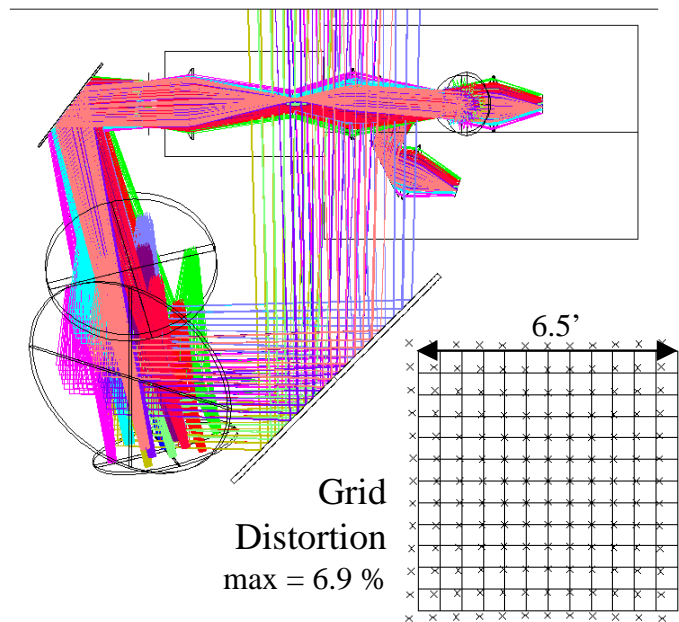 6.5’
Grid
Distortion
max = 6.9 %